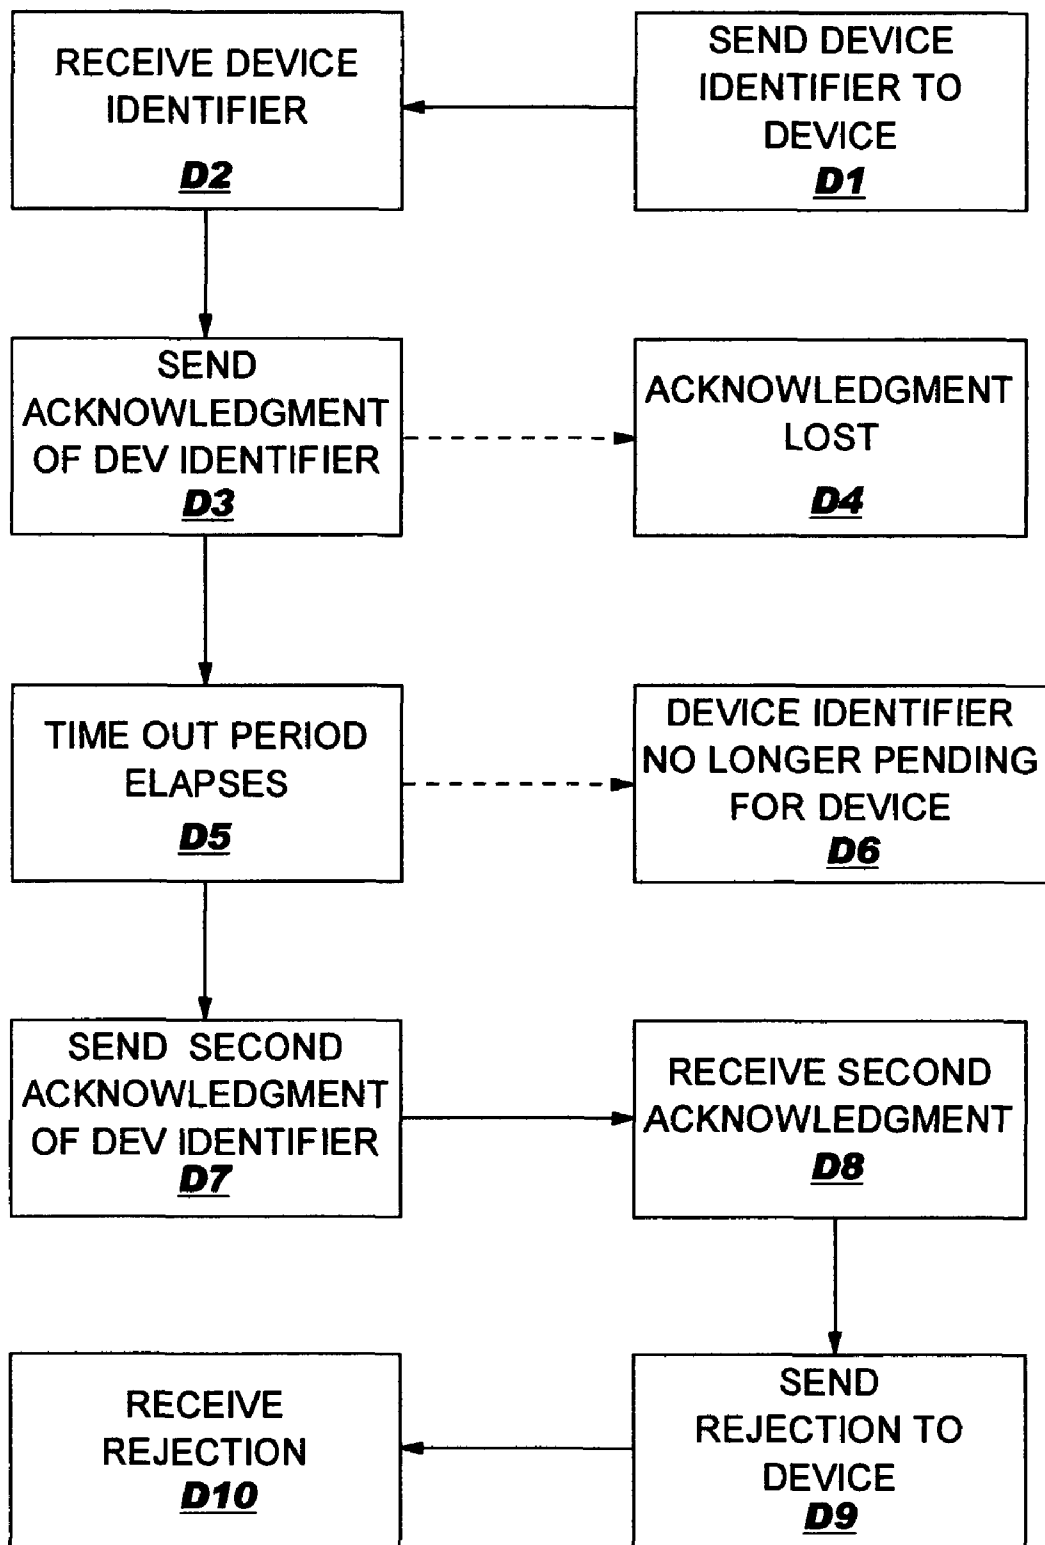 RECEIVE DEVICE
IDENTIFIER
D2
SEND DEVICE
IDENTIFIER TO
DEVICE
D1
SEND
ACKNOWLEDGMENT
OF DEV IDENTIFIER
D3
ACKNOWLEDGMENT
LOST
D4
TIME OUT PERIOD
ELAPSES
D5
DEVICE IDENTIFIER
NO LONGER PENDING
FOR DEVICE
D6
SEND SECOND
ACKNOWLEDGMENT
OF DEV IDENTIFIER
D7
RECEIVE SECOND
ACKNOWLEDGMENT
D8
RECEIVE
REJECTION
D10
SEND
REJECTION TO
DEVICE
D9